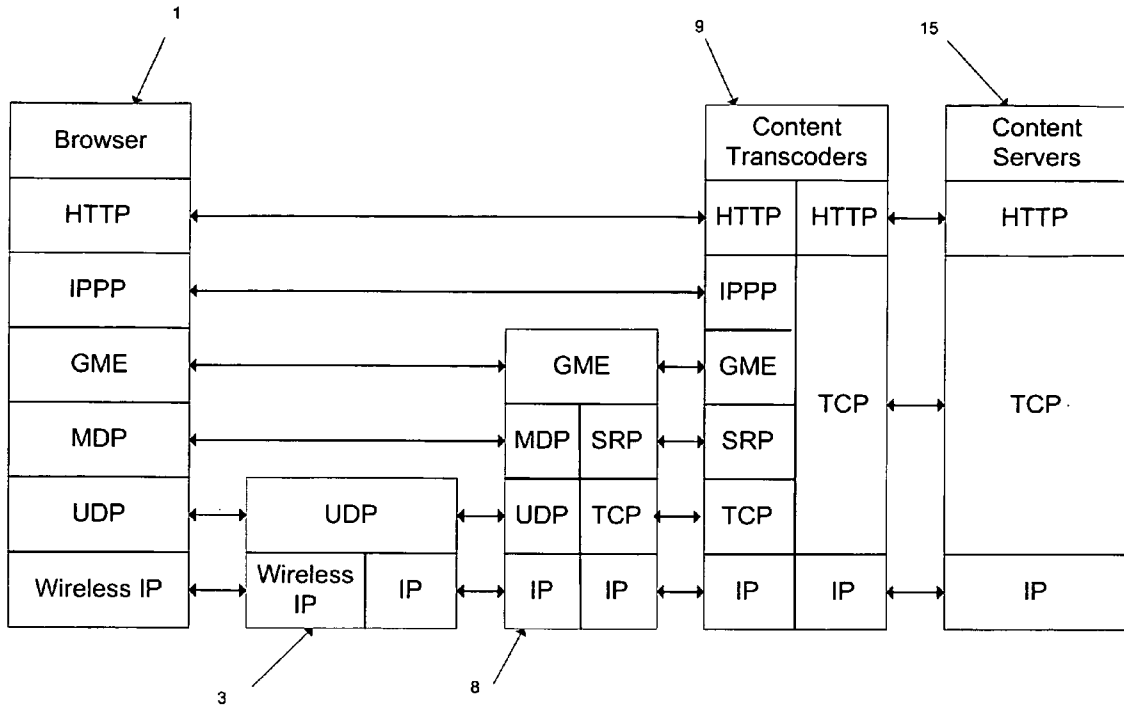 1
9
15
Browser
Content
Transcoders
Content
Servers
HTTP
HTTP
HTTP
HTTP
IPPP
IPPP
GME
GME
GME
TCP
TCP
MDP
MDP
SRP
SRP
UDP
UDP
UDP
TCP
TCP
Wireless IP
Wireless
IP
IP
IP
IP
IP
IP
IP
3
8